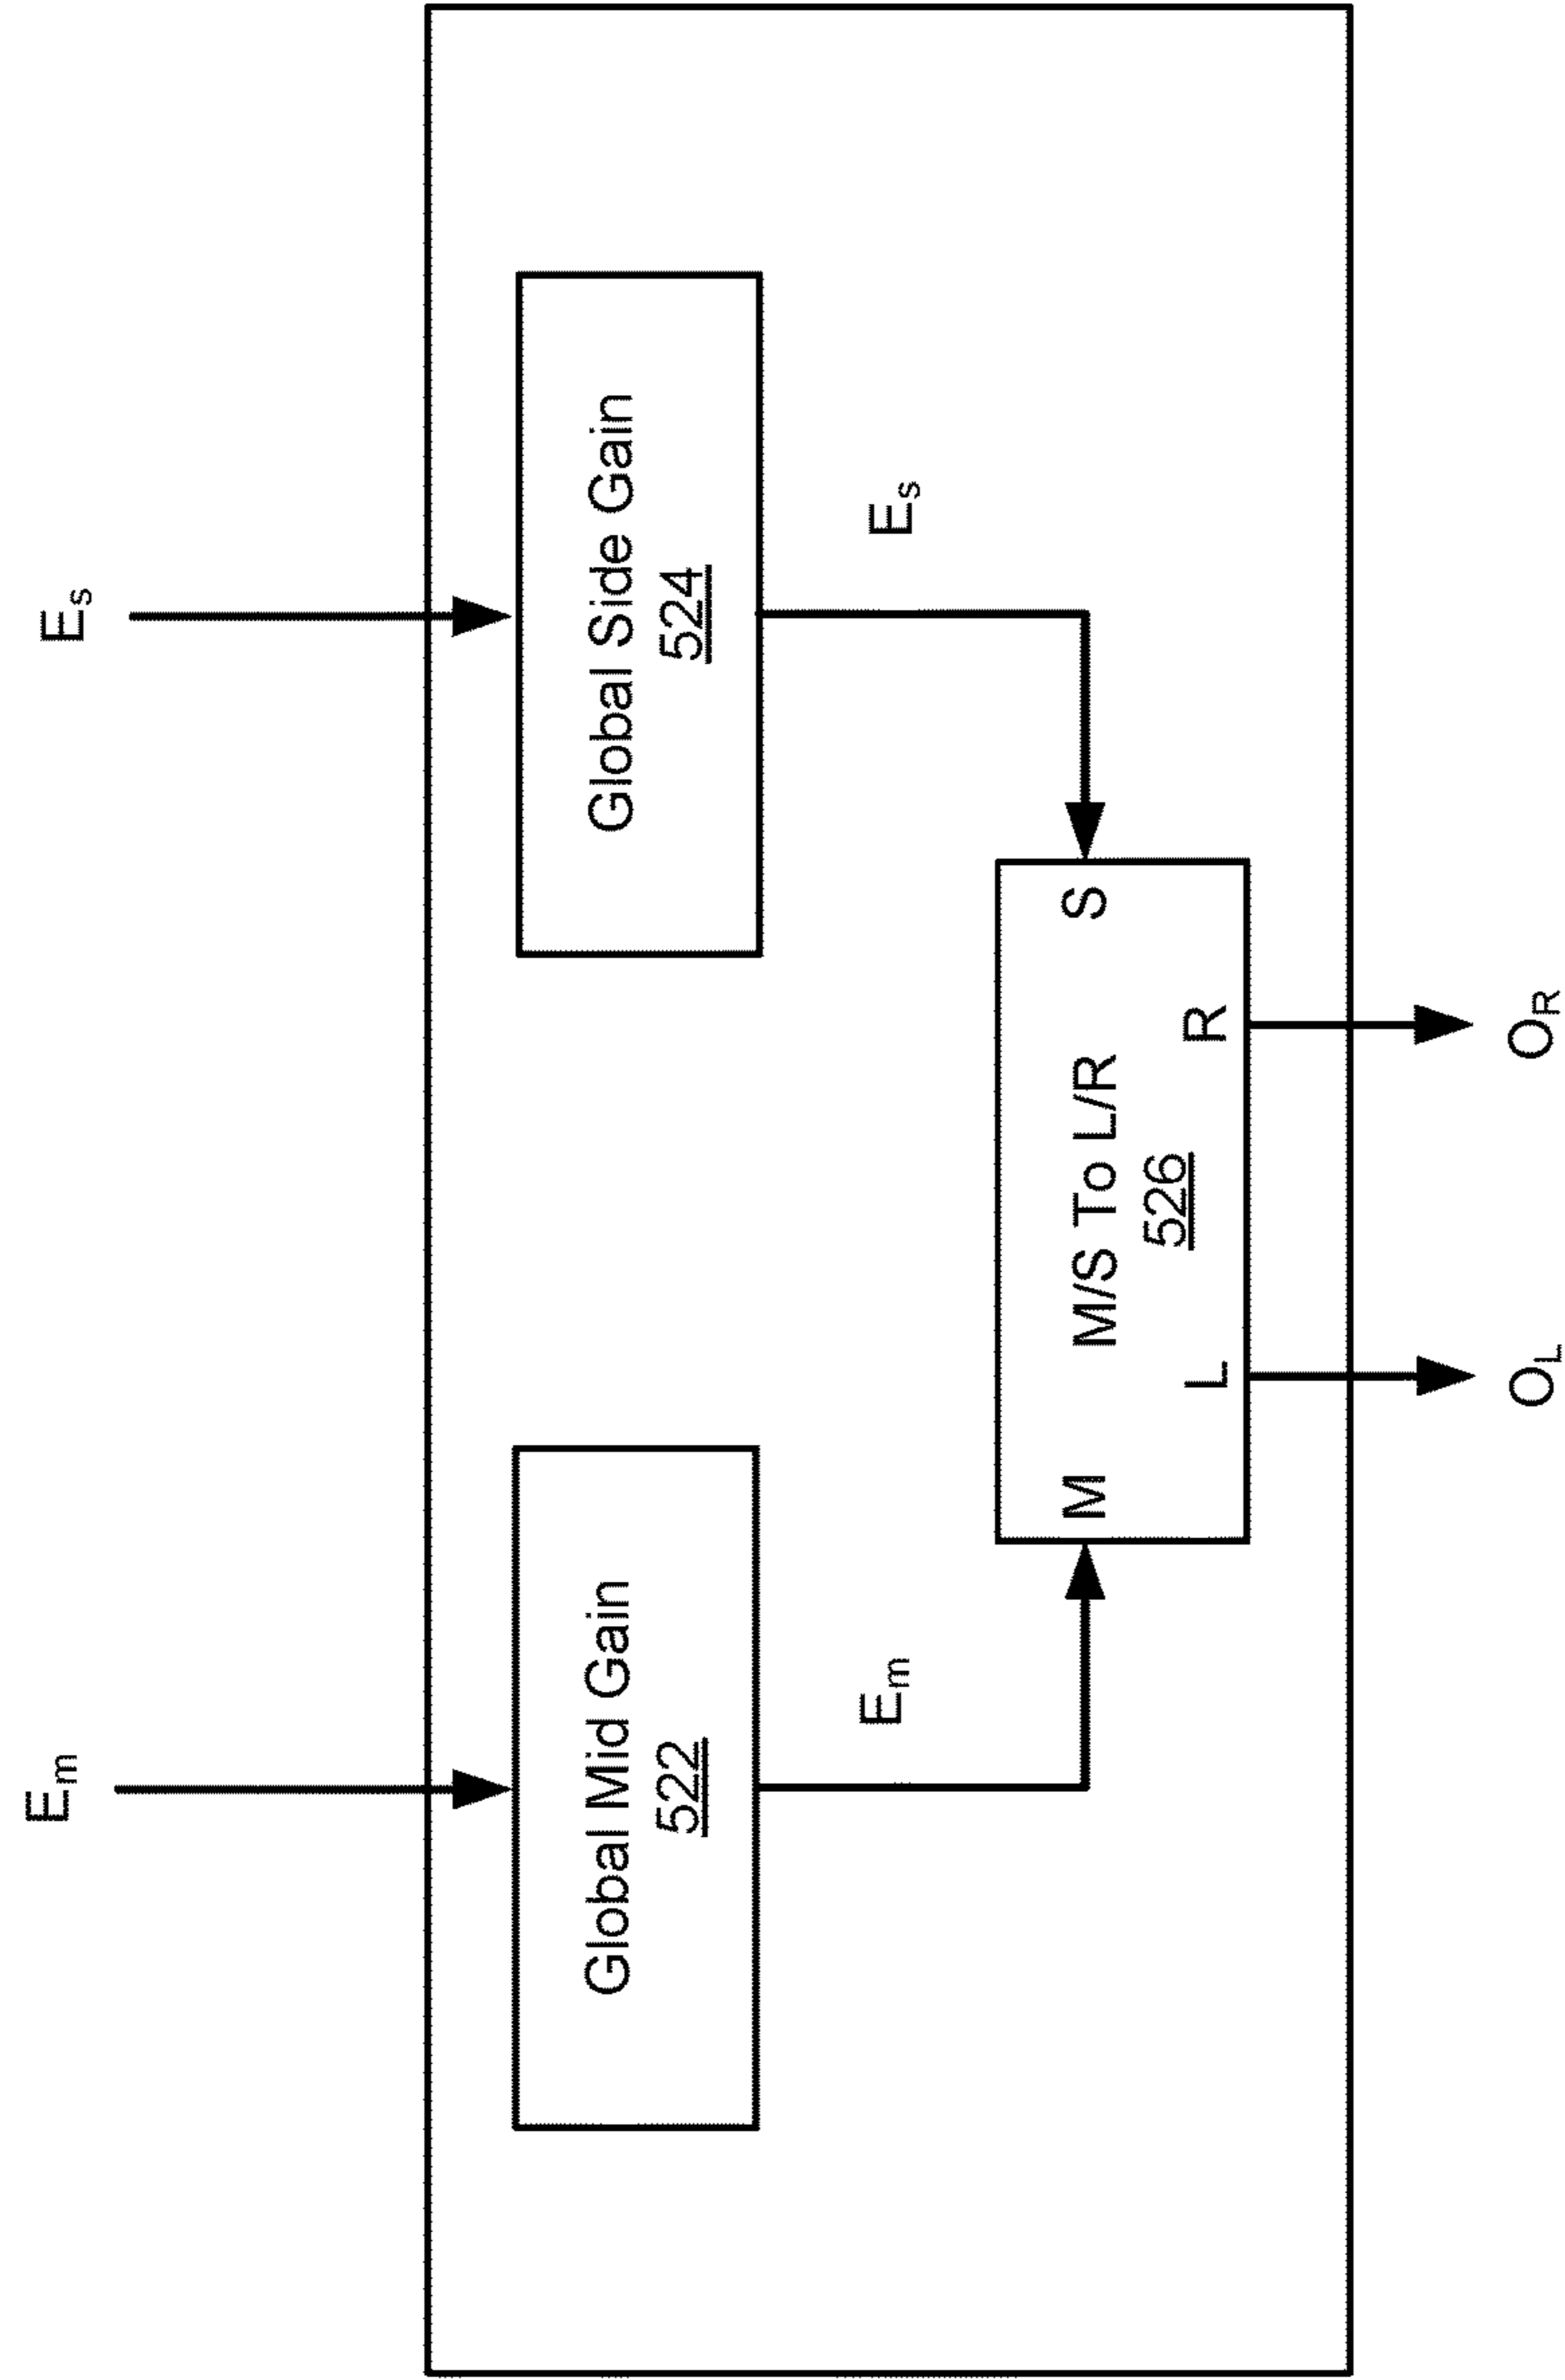 Em
Es
Global Mid Gain
522
Global Side Gain
524
Em
Es
M
S
M/S To L/R
526
L
R
OL
OR